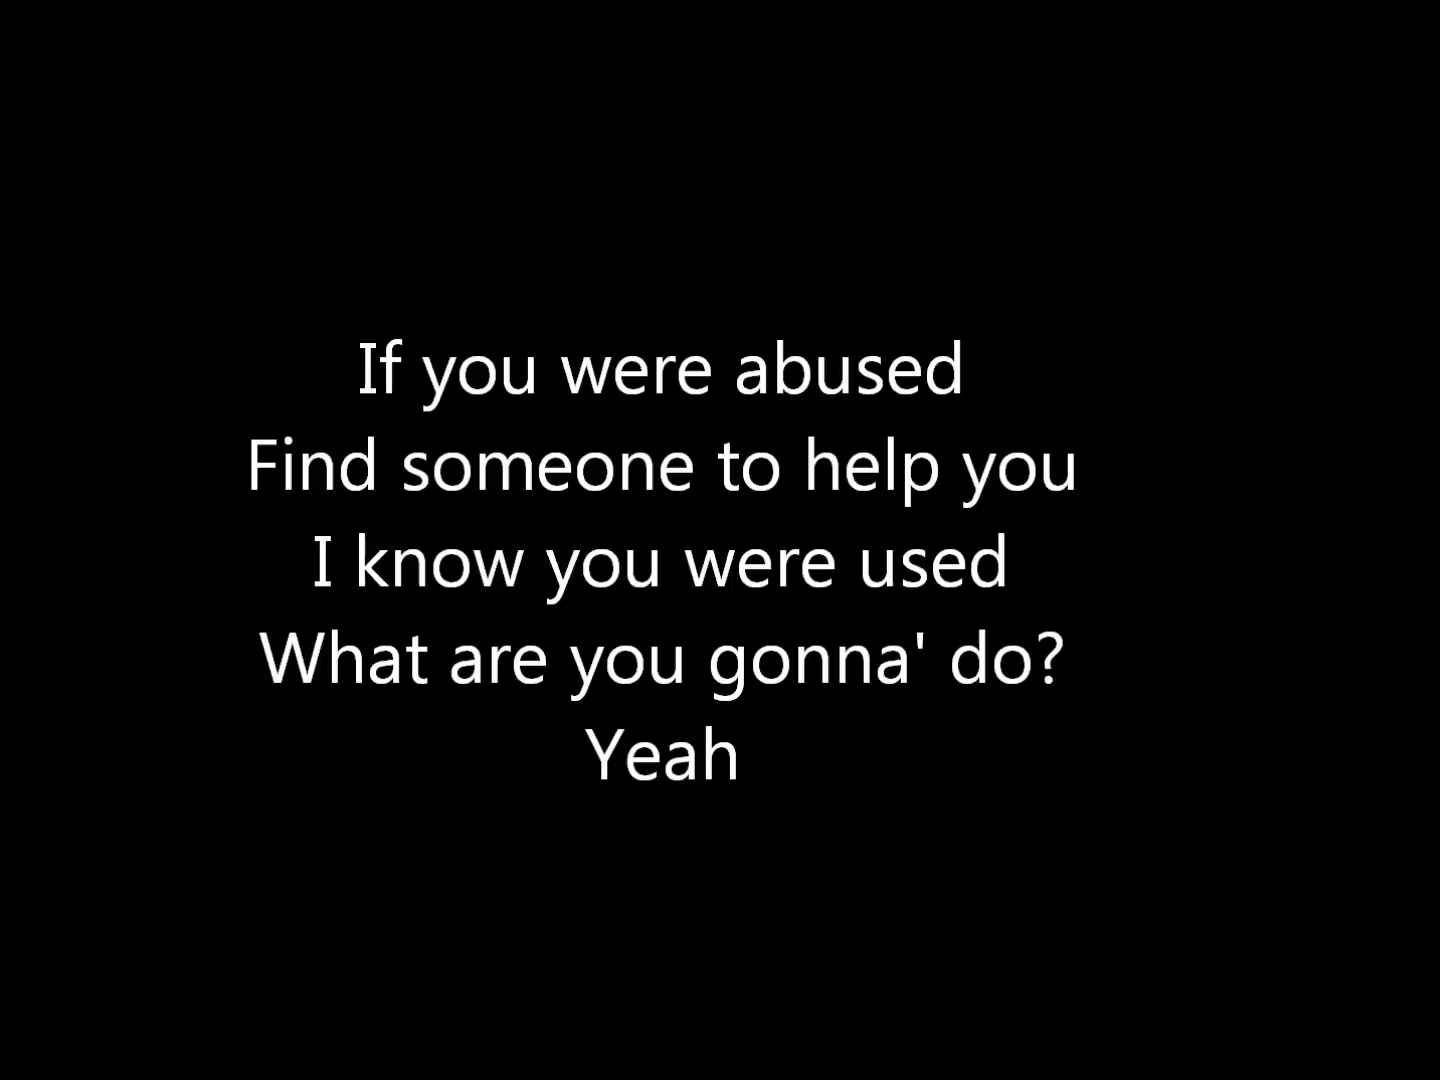 If you were abused
Find someone to help you
I know you were used
What are you gonna' do?
Yeah